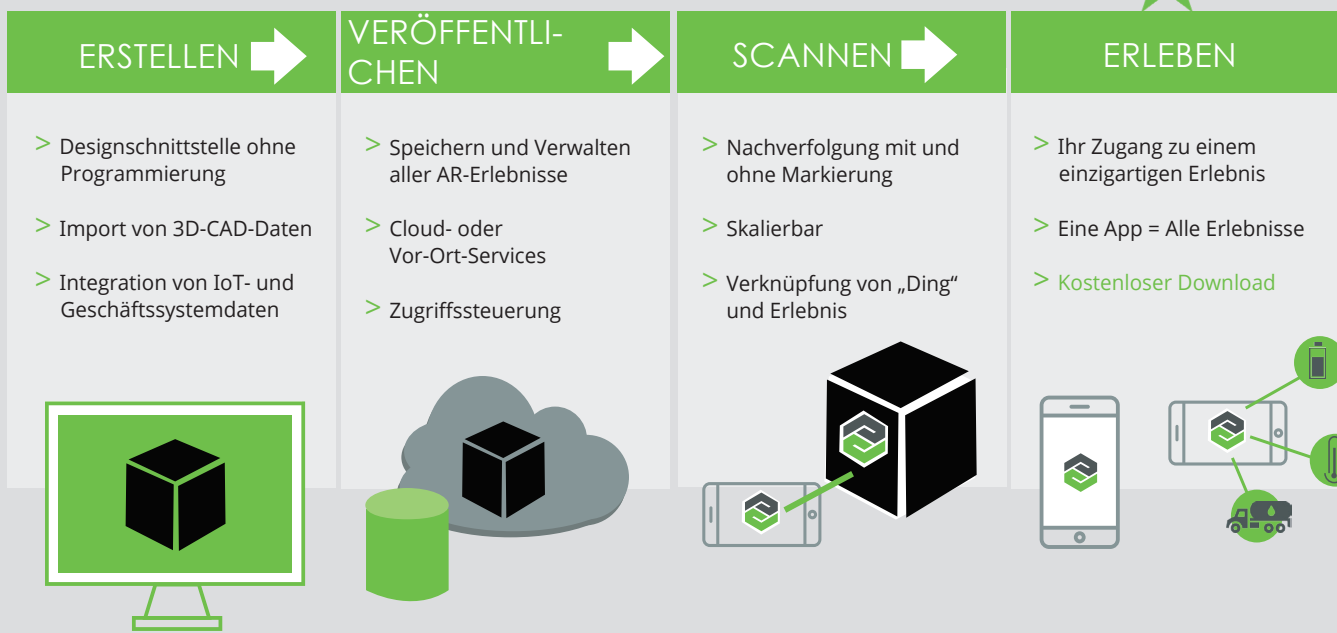 ERSTELLEN
> Designschnittstelle ohne
Programmierung
> Import von 3D-CAD-Daten
> Integration von IoT- und
Geschäftssystemdaten
VERÖFFENTLI-
CHEN
> Speichern und Verwalten
aller AR-Erlebnisse
> Cloud- oder
Vor-Ort-Services
> Zugriffssteuerung
SCANNEN
> Nachverfolgung mit und
ohne Markierung
> Skalierbar
> Verknüpfung von „Ding“
und Erlebnis
ERLEBEN
> Ihr Zugang zu einem
einzigartigen Erlebnis
> Eine App = Alle Erlebnisse
> Kostenloser Download